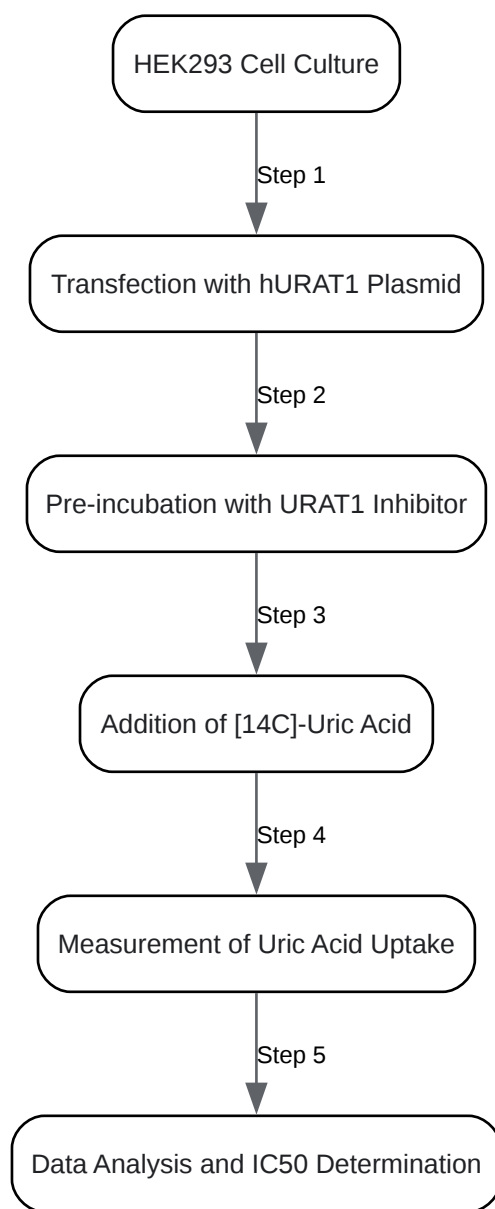 HEK293 Cell Culture
Step 1
Transfection with hURAT1 Plasmid
Step 2
Pre-incubation with URAT1 Inhibitor
Step 3
Addition of [14C]-Uric Acid
Step 4
Measurement of Uric Acid Uptake
Step 5
Data Analysis and IC50 Determination